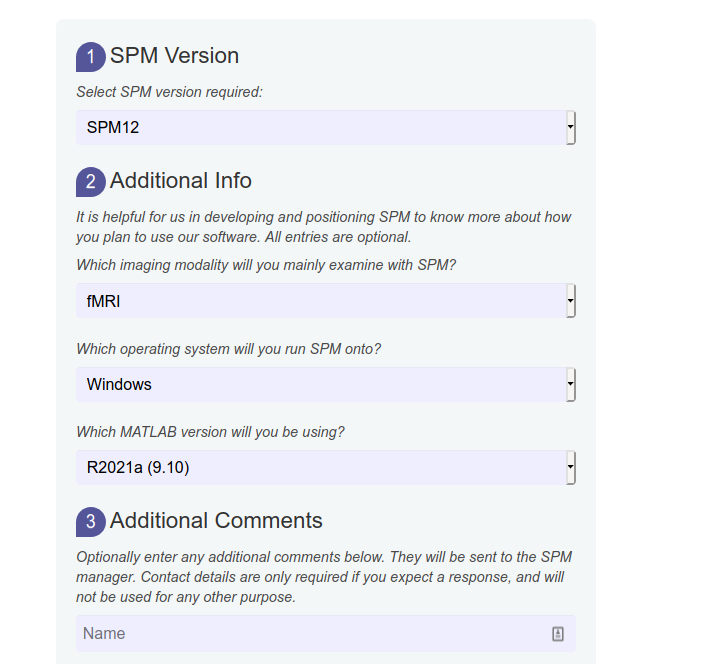 1 SPM Version
Select SPM version required:
SPM12
2 Additional Info
It is helpful for us in developing and positioning SPM to know more about how
you plan to use our software. All entries are optional.
Which imaging modality will you mainly examine with SPM?
fMRI
Which operating system will you run SPM onto?
Windows
Which MATLAB version will you be using?
R2021a (9.10)
3 Additional Comments
Optionally enter any additional comments below. They will be sent to the SPM
manager. Contact details are only required if you expect a response, and will
not be used for any other purpose.
Name